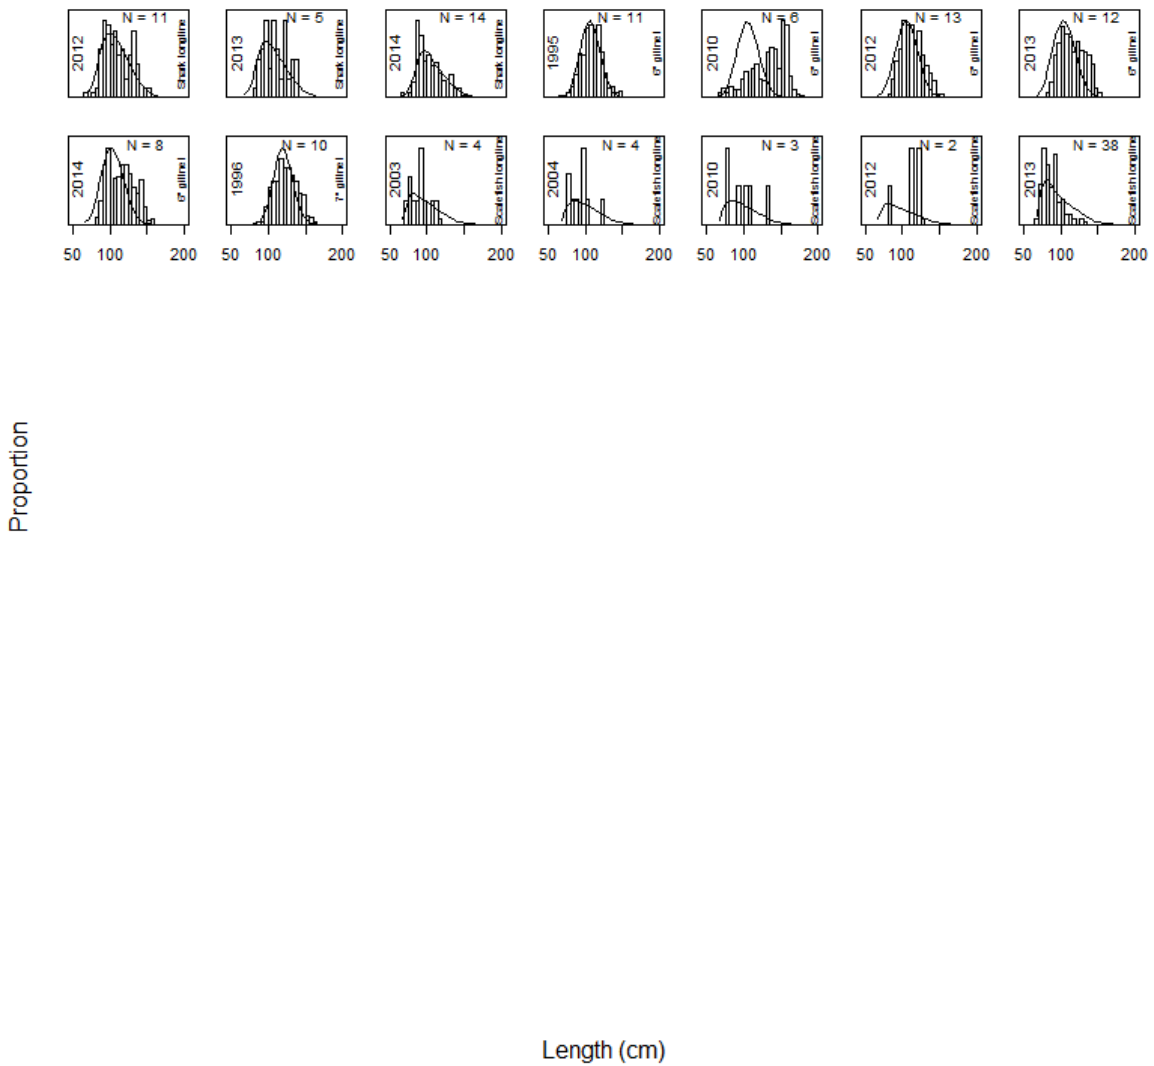 2012 N = 11 Shark longline
2013 N = 5 Shark longline
2014 N = 14 Shark longline
1995 N = 11 6" gillnet
2010 N = 6 6" gillnet
2012 N = 13 6" gillnet
2013 N = 12 6" gillnet
2014 N = 8 6" gillnet
1996 N = 10 7" gillnet
2003 N = 4 Scalefish longline
2004 N = 4 Scalefish longline
2010 N = 3 Scalefish longline
2012 N = 2 Scalefish longline
2013 N = 38 Scalefish longline
50 100 200
50 100 200
50 100 200
50 100 200
50 100 200
50 100 200
50 100 200
Proportion
Length (cm)